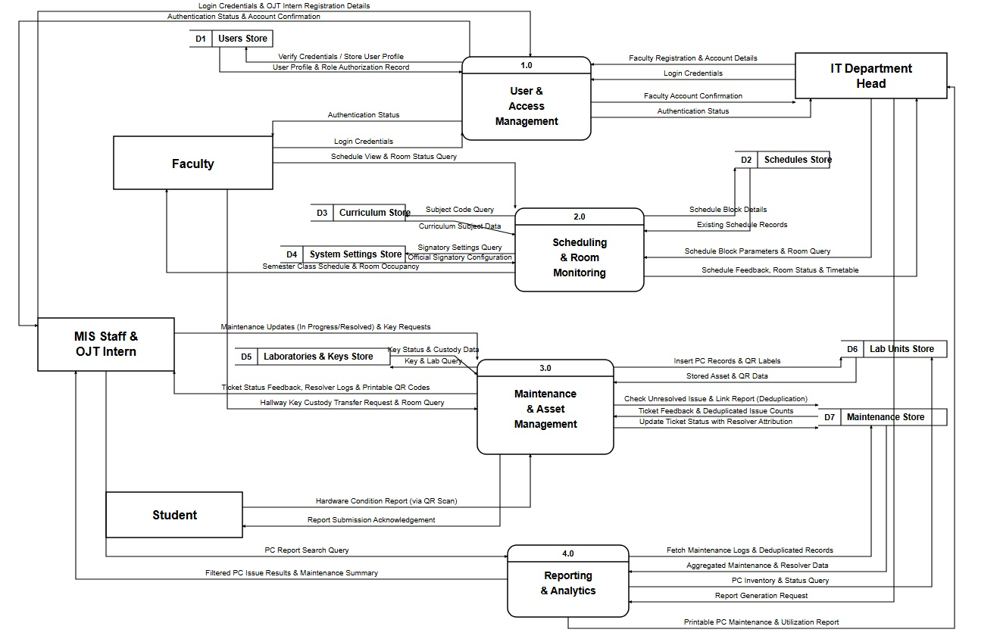 Login Credentials & OJT Intern Registration Details
Authentication Status & Account Confirmation
D1 Users Store
Verify Credentials / Store User Profile
User Profile & Role Authorization Record
1.0
User &
Access
Management
Faculty Registration & Account Details
Login Credentials
Faculty Account Confirmation
Authentication Status
IT Department
Head
Authentication Status
Login Credentials
Schedule View & Room Status Query
Faculty
D2 Schedules Store
D3 Curriculum Store
Subject Code Query
Curriculum Subject Data
D4 System Settings Store
Signatory Settings Query
Official Signatory Configuration
Semester Class Schedule & Room Occupancy
2.0
Scheduling
& Room
Monitoring
Schedule Block Details
Existing Schedule Records
Schedule Block Parameters & Room Query
Schedule Feedback, Room Status & Timetable
MIS Staff &
OJT Intern
Maintenance Updates (In Progress/Resolved) & Key Requests
D5 Laboratories & Keys Store
Key Status & Custody Data
Key & Lab Query
Ticket Status Feedback, Resolver Logs & Printable QR Codes
Hallway Key Custody Transfer Request & Room Query
3.0
Maintenance
& Asset
Management
D6 Lab Units Store
Insert PC Records & QR Labels
Stored Asset & QR Data
Check Unresolved Issue & Link Report (Deduplication)
Ticket Feedback & Deduplicated Issue Counts
Update Ticket Status with Resolver Attribution
D7 Maintenance Store
Student
Hardware Condition Report (via QR Scan)
Report Submission Acknowledgement
PC Report Search Query
Filtered PC Issue Results & Maintenance Summary
4.0
Reporting
& Analytics
Fetch Maintenance Logs & Deduplicated Records
Aggregated Maintenance & Resolver Data
PC Inventory & Status Query
Report Generation Request
Printable PC Maintenance & Utilization Report